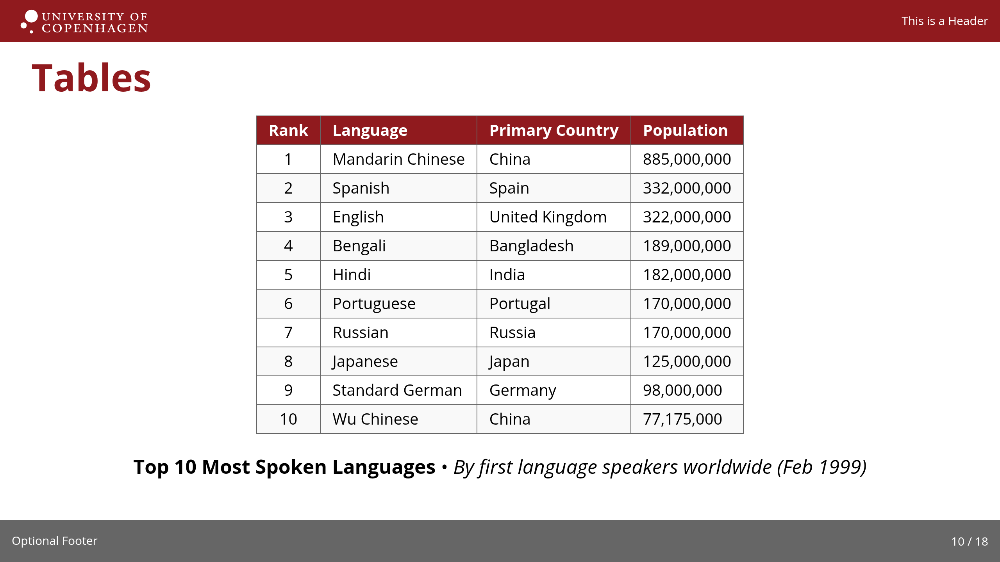 UNIVERSITY OF
COPENHAGEN
This is a Header
Tables
Rank Language Primary Country Population
1 Mandarin Chinese China 885,000,000
2 Spanish Spain 332,000,000
3 English United Kingdom 322,000,000
4 Bengali Bangladesh 189,000,000
5 Hindi India 182,000,000
6 Portuguese Portugal 170,000,000
7 Russian Russia 170,000,000
8 Japanese Japan 125,000,000
9 Standard German Germany 98,000,000
10 Wu Chinese China 77,175,000
Top 10 Most Spoken Languages • By first language speakers worldwide (Feb 1999)
Optional Footer
10 / 18